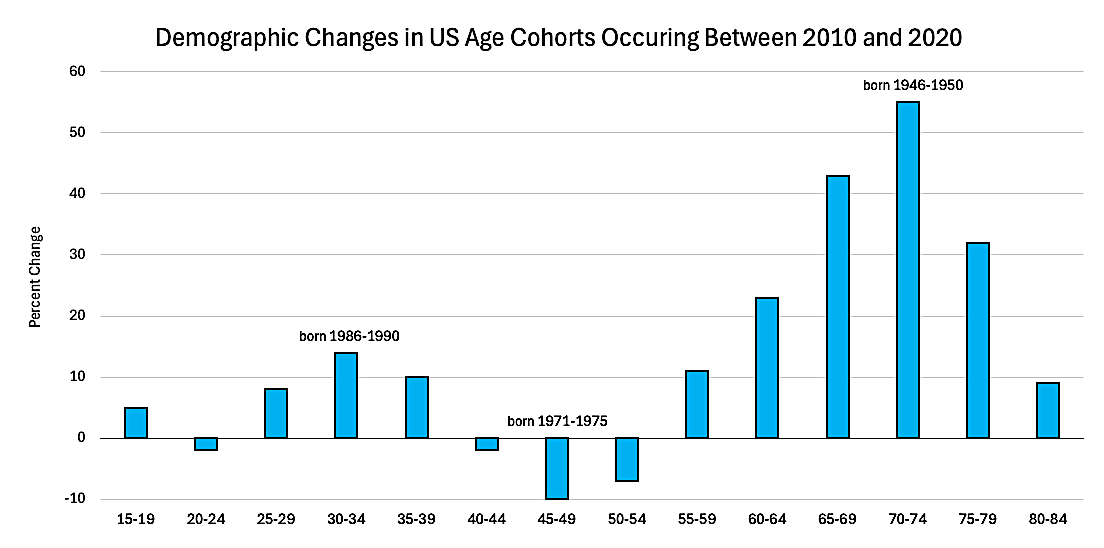 Demographic Changes in US Age Cohorts Occuring Between 2010 and 2020
60
born 1946-1950
50
40
30
Percent Change
20
born 1986-1990
10
born 1971-1975
0
-10
15-19 20-24 25-29 30-34 35-39 40-44 45-49 50-54 55-59 60-64 65-69 70-74 75-79 80-84